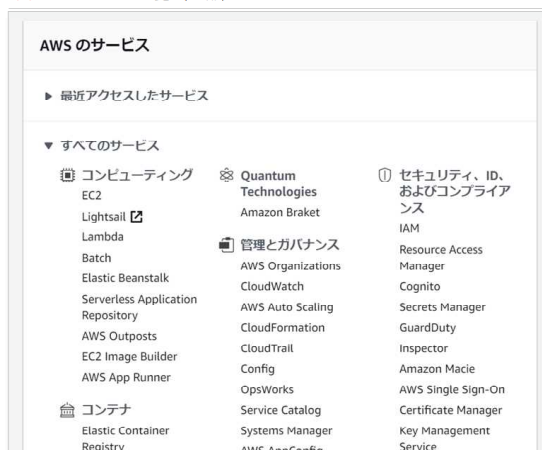 AWS のサービス
最近アクセスしたサービス
すべてのサービス
コンピューティング
EC2
Lightsail
Lambda
Batch
Elastic Beanstalk
Serverless Application
Repository
AWS Outposts
EC2 Image Builder
AWS App Runner
コンテナ
Elastic Container
Registry
Quantum
Technologies
Amazon Braket
管理とガバナンス
AWS Organizations
CloudWatch
AWS Auto Scaling
CloudFormation
CloudTrail
Config
OpsWorks
Service Catalog
Systems Manager
AWS AppConfig
セキュリティ、ID、
およびコンプライア
ンス
IAM
Resource Access
Manager
Cognito
Secrets Manager
GuardDuty
Inspector
Amazon Macie
AWS Single Sign-On
Certificate Manager
Key Management
Service